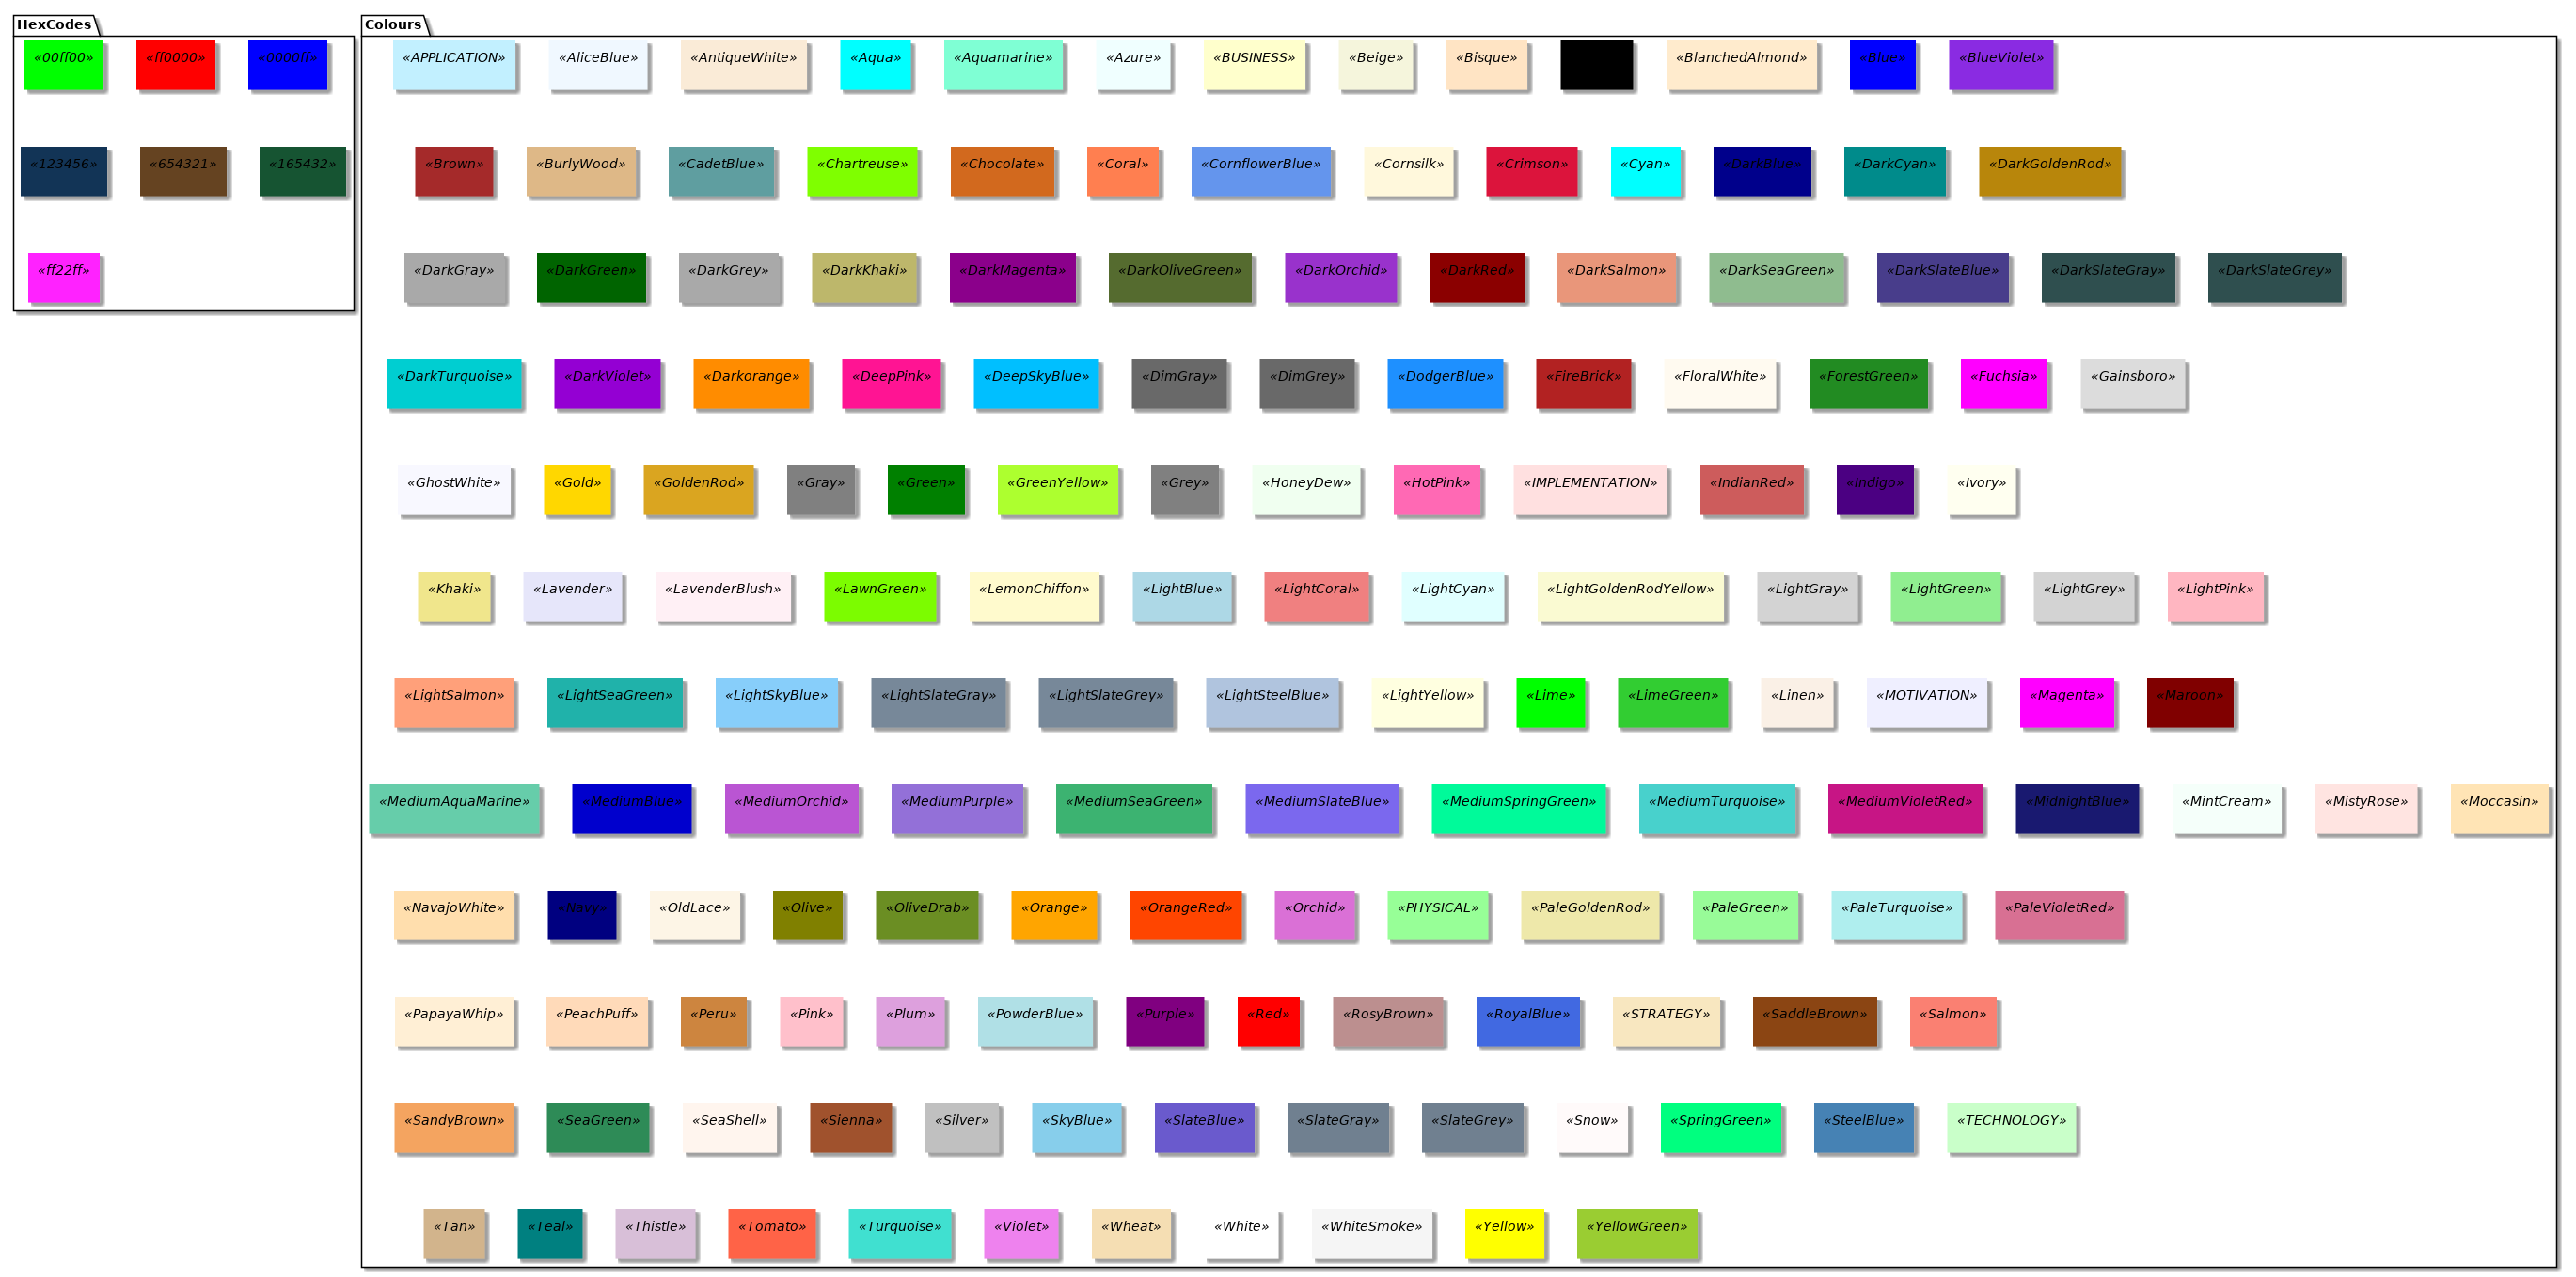 HexCodes
«00ff00» «ff0000» «0000ff»
«123456» «654321» «165432»
«ff22ff»
Colours
«APPLICATION» «AliceBlue» «AntiqueWhite» «Aqua» «Aquamarine» «Azure» «BUSINESS» «Beige» «Bisque» «BlanchedAlmond» «Blue» «BlueViolet»
«Brown» «BurlyWood» «CadetBlue» «Chartreuse» «Chocolate» «Coral» «CornflowerBlue» «Cornsilk» «Crimson» «Cyan» «DarkBlue» «DarkCyan» «DarkGoldenRod»
«DarkGray» «DarkGreen» «DarkGrey» «DarkKhaki» «DarkMagenta» «DarkOliveGreen» «DarkOrchid» «DarkRed» «DarkSalmon» «DarkSeaGreen» «DarkSlateBlue» «DarkSlateGray» «DarkSlateGrey»
«DarkTurquoise» «DarkViolet» «Darkorange» «DeepPink» «DeepSkyBlue» «DimGray» «DimGrey» «DodgerBlue» «FireBrick» «FloralWhite» «ForestGreen» «Fuchsia» «Gainsboro»
«GhostWhite» «Gold» «GoldenRod» «Gray» «Green» «GreenYellow» «Grey» «HoneyDew» «HotPink» «IMPLEMENTATION» «IndianRed» «Indigo» «Ivory»
«Khaki» «Lavender» «LavenderBlush» «LawnGreen» «LemonChiffon» «LightBlue» «LightCoral» «LightCyan» «LightGoldenRodYellow» «LightGray» «LightGreen» «LightGrey» «LightPink»
«LightSalmon» «LightSeaGreen» «LightSkyBlue» «LightSlateGray» «LightSlateGrey» «LightSteelBlue» «LightYellow» «Lime» «LimeGreen» «Linen» «MOTIVATION» «Magenta» «Maroon»
«MediumAquaMarine» «MediumBlue» «MediumOrchid» «MediumPurple» «MediumSeaGreen» «MediumSlateBlue» «MediumSpringGreen» «MediumTurquoise» «MediumVioletRed» «MidnightBlue» «MintCream» «MistyRose» «Moccasin»
«NavajoWhite» «Navy» «OldLace» «Olive» «OliveDrab» «Orange» «OrangeRed» «Orchid» «PHYSICAL» «PaleGoldenRod» «PaleGreen» «PaleTurquoise» «PaleVioletRed»
«PapayaWhip» «PeachPuff» «Peru» «Pink» «Plum» «PowderBlue» «Purple» «Red» «RosyBrown» «RoyalBlue» «STRATEGY» «SaddleBrown» «Salmon»
«SandyBrown» «SeaGreen» «SeaShell» «Sienna» «Silver» «SkyBlue» «SlateBlue» «SlateGray» «SlateGrey» «Snow» «SpringGreen» «SteelBlue» «TECHNOLOGY»
«Tan» «Teal» «Thistle» «Tomato» «Turquoise» «Violet» «Wheat» «White» «WhiteSmoke» «Yellow» «YellowGreen»